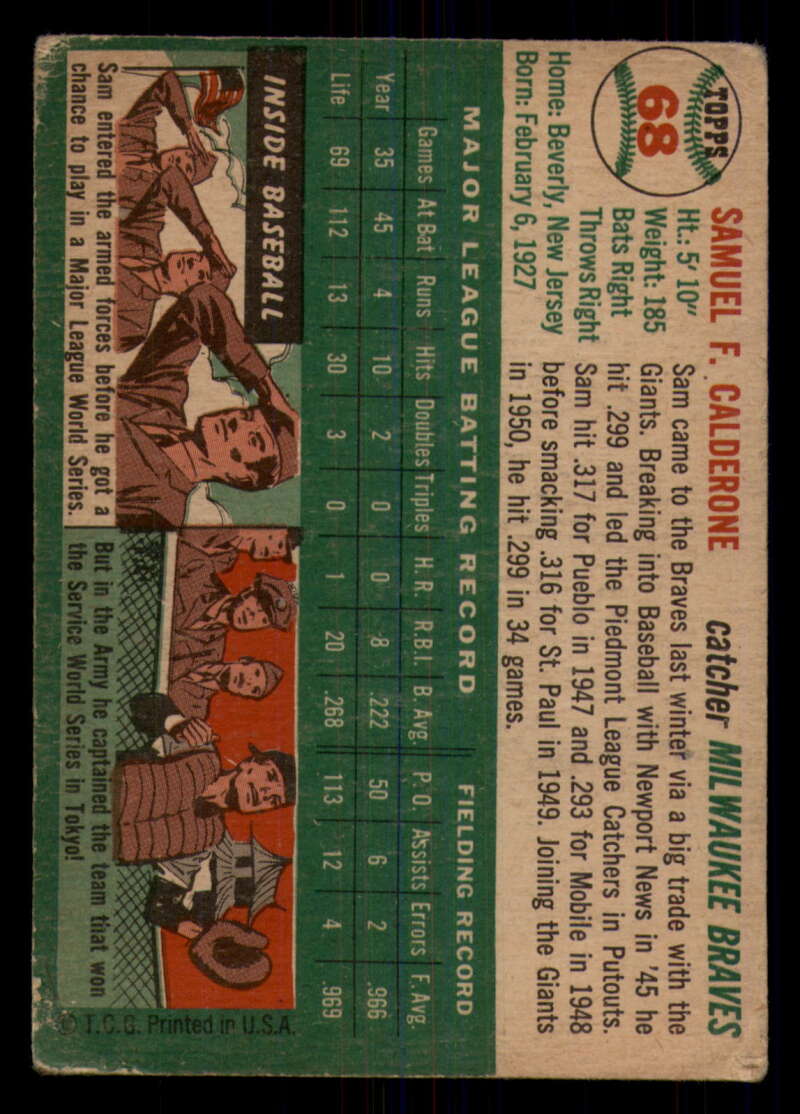 TOPPS
68
SAMUEL F. CALDERONE
catcher MILWAUKEE BRAVES
Ht.: 5' 10"
Weight: 185
Bats Right
Throws Right
Home: Beverly, New Jersey
Born: February 6, 1927
Sam came to the Braves last winter via a big trade with the
Giants. Breaking into Baseball with Newport News in '45 he
hit .299 and led the Piedmont League Catchers in Putouts.
Sam hit .317 for Pueblo in 1947 and .293 for Mobile in 1948
before smacking .316 for St. Paul in 1949. Joining the Giants
in 1950, he hit .299 in 34 games.
MAJOR LEAGUE BATTING RECORD FIELDING RECORD
Games At Bat Runs Hits Doubles Triples H. R. R.B.I. B. Avg. P. O. Assists Errors F. Avg.
Year 35 45 4 10 2 0 0 8 .222 50 6 2 .966
Life 69 112 13 30 3 0 1 20 .268 113 12 4 .969
INSIDE BASEBALL
Sam entered the armed forces before he got a
chance to play in a Major League World Series.
But in the Army he captained the team that won
the Service World Series in Tokyo!
© T.C.G. Printed in U.S.A.